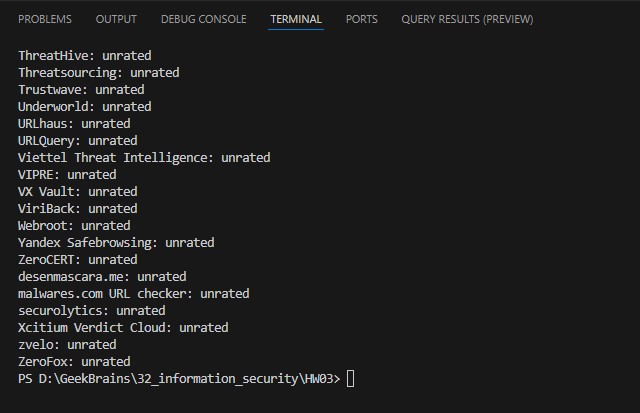 PROBLEMS OUTPUT DEBUG CONSOLE TERMINAL PORTS QUERY RESULTS (PREVIEW)
ThreatHive: unrated
Threatsourcing: unrated
Trustwave: unrated
Underworld: unrated
URLhaus: unrated
URLQuery: unrated
Viettel Threat Intelligence: unrated
VIPRE: unrated
VX Vault: unrated
ViriBack: unrated
Webroot: unrated
Yandex Safebrowsing: unrated
ZeroCERT: unrated
desenmascara.me: unrated
malwares.com URL checker: unrated
securolytics: unrated
Xcitium Verdict Cloud: unrated
zvelo: unrated
ZeroFox: unrated
PS D:\GeekBrains\32_information_security\HW03>